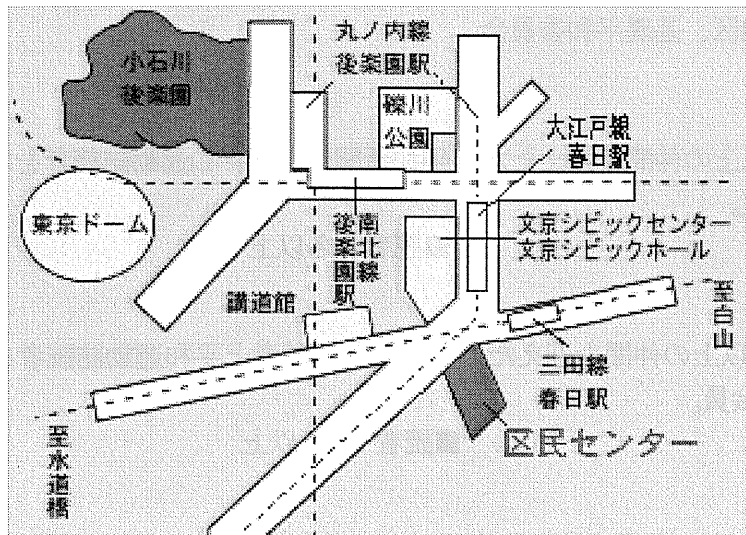 小石川
後楽園
丸ノ内線
後楽園駅
礫川
公園
大江戸線
春日駅
東京ドーム
南北線
後楽園駅
文京シビックセンター
文京シビックホール
講道館
至白山
三田線
春日駅
区民センター
至水道橋